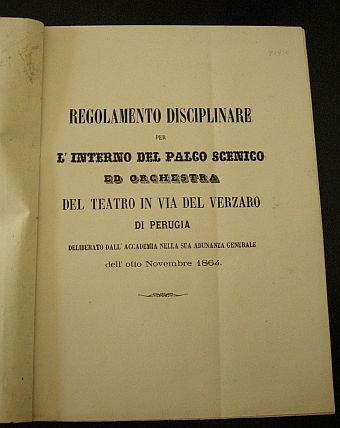 REGOLAMENTO DISCIPLINARE
PER
L'INTERNO DEL PALCO SCENICO
ED ORCHESTRA
DEL TEATRO IN VIA DEL VERZARO
DI PERUGIA
DELIBERATO DALL'ACCADEMIA NELLA SUA ADUNANZA GENERALE
dell'otto Novembre 1864.